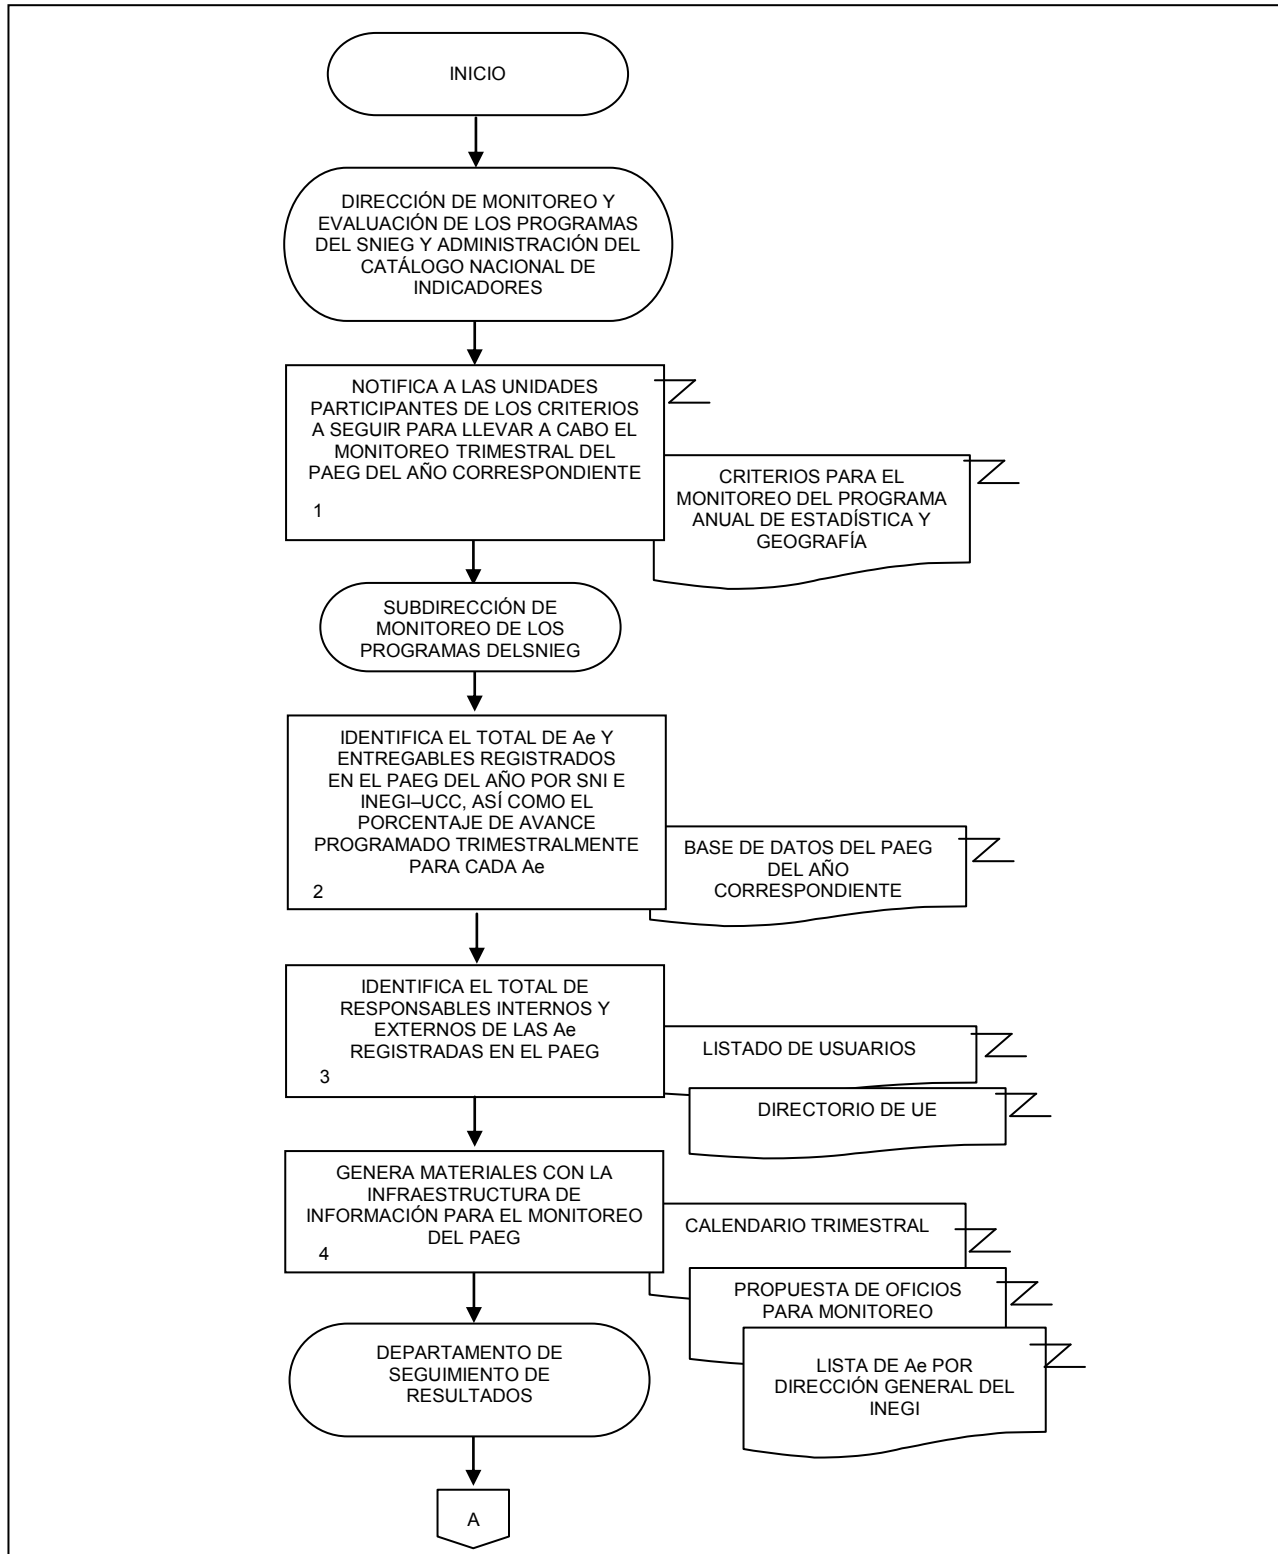 INICIO
DIRECCIÓN DE MONITOREO Y
EVALUACIÓN DE LOS PROGRAMAS
DEL SNIEG Y ADMINISTRACIÓN DEL
CATÁLOGO NACIONAL DE
INDICADORES
NOTIFICA A LAS UNIDADES
PARTICIPANTES DE LOS CRITERIOS
A SEGUIR PARA LLEVAR A CABO EL
MONITOREO TRIMESTRAL DEL
PAEG DEL AÑO CORRESPONDIENTE
1
CRITERIOS PARA EL
MONITOREO DEL PROGRAMA
ANUAL DE ESTADÍSTICA Y
GEOGRAFÍA
SUBDIRECCIÓN DE
MONITOREO DE LOS
PROGRAMAS DELSNIEG
IDENTIFICA EL TOTAL DE Ae Y
ENTREGABLES REGISTRADOS
EN EL PAEG DEL AÑO POR SNI E
INEGI–UCC, ASÍ COMO EL
PORCENTAJE DE AVANCE
PROGRAMADO TRIMESTRALMENTE
PARA CADA Ae
2
BASE DE DATOS DEL PAEG
DEL AÑO
CORRESPONDIENTE
IDENTIFICA EL TOTAL DE
RESPONSABLES INTERNOS Y
EXTERNOS DE LAS Ae
REGISTRADAS EN EL PAEG
3
LISTADO DE USUARIOS
DIRECTORIO DE UE
GENERA MATERIALES CON LA
INFRAESTRUCTURA DE
INFORMACIÓN PARA EL MONITOREO
DEL PAEG
4
CALENDARIO TRIMESTRAL
PROPUESTA DE OFICIOS
PARA MONITOREO
LISTA DE Ae POR
DIRECCIÓN GENERAL DEL
INEGI
DEPARTAMENTO DE
SEGUIMIENTO DE
RESULTADOS
A